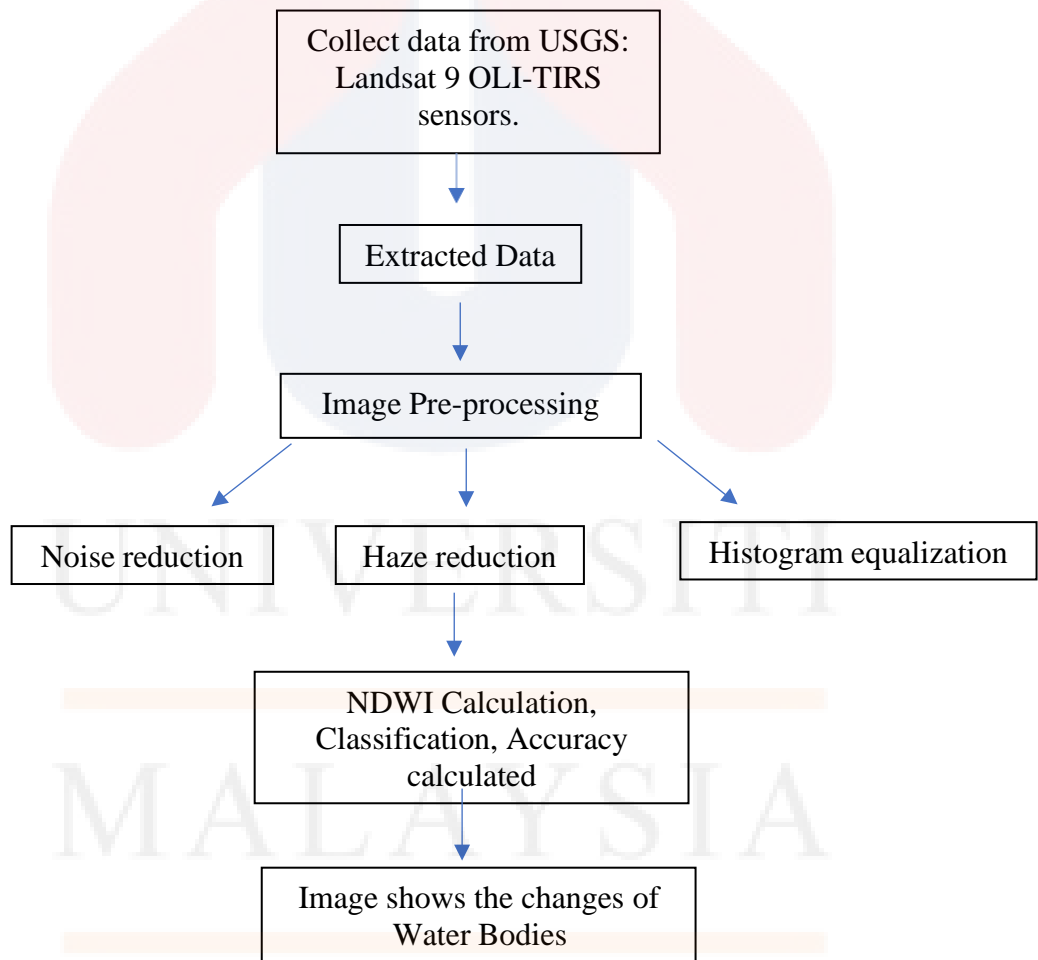 Collect data from USGS:
Landsat 9 OLI-TIRS
sensors.
Extracted Data
Image Pre-processing
Noise reduction
Haze reduction
Histogram equalization
UNIVERSITI
NDWI Calculation,
Classification, Accuracy
calculated
MALAYSIA
Image shows the changes of
Water Bodies